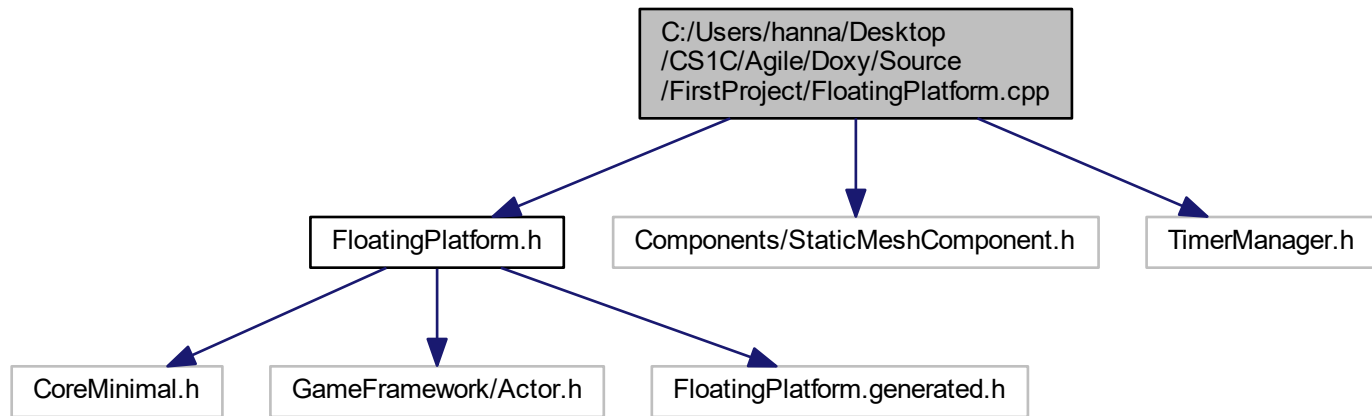 C:/Users/hanna/Desktop
/CS1C/Agile/Doxy/Source
/FirstProject/FloatingPlatform.cpp
FloatingPlatform.h
Components/StaticMeshComponent.h
TimerManager.h
CoreMinimal.h
GameFramework/Actor.h
FloatingPlatform.generated.h